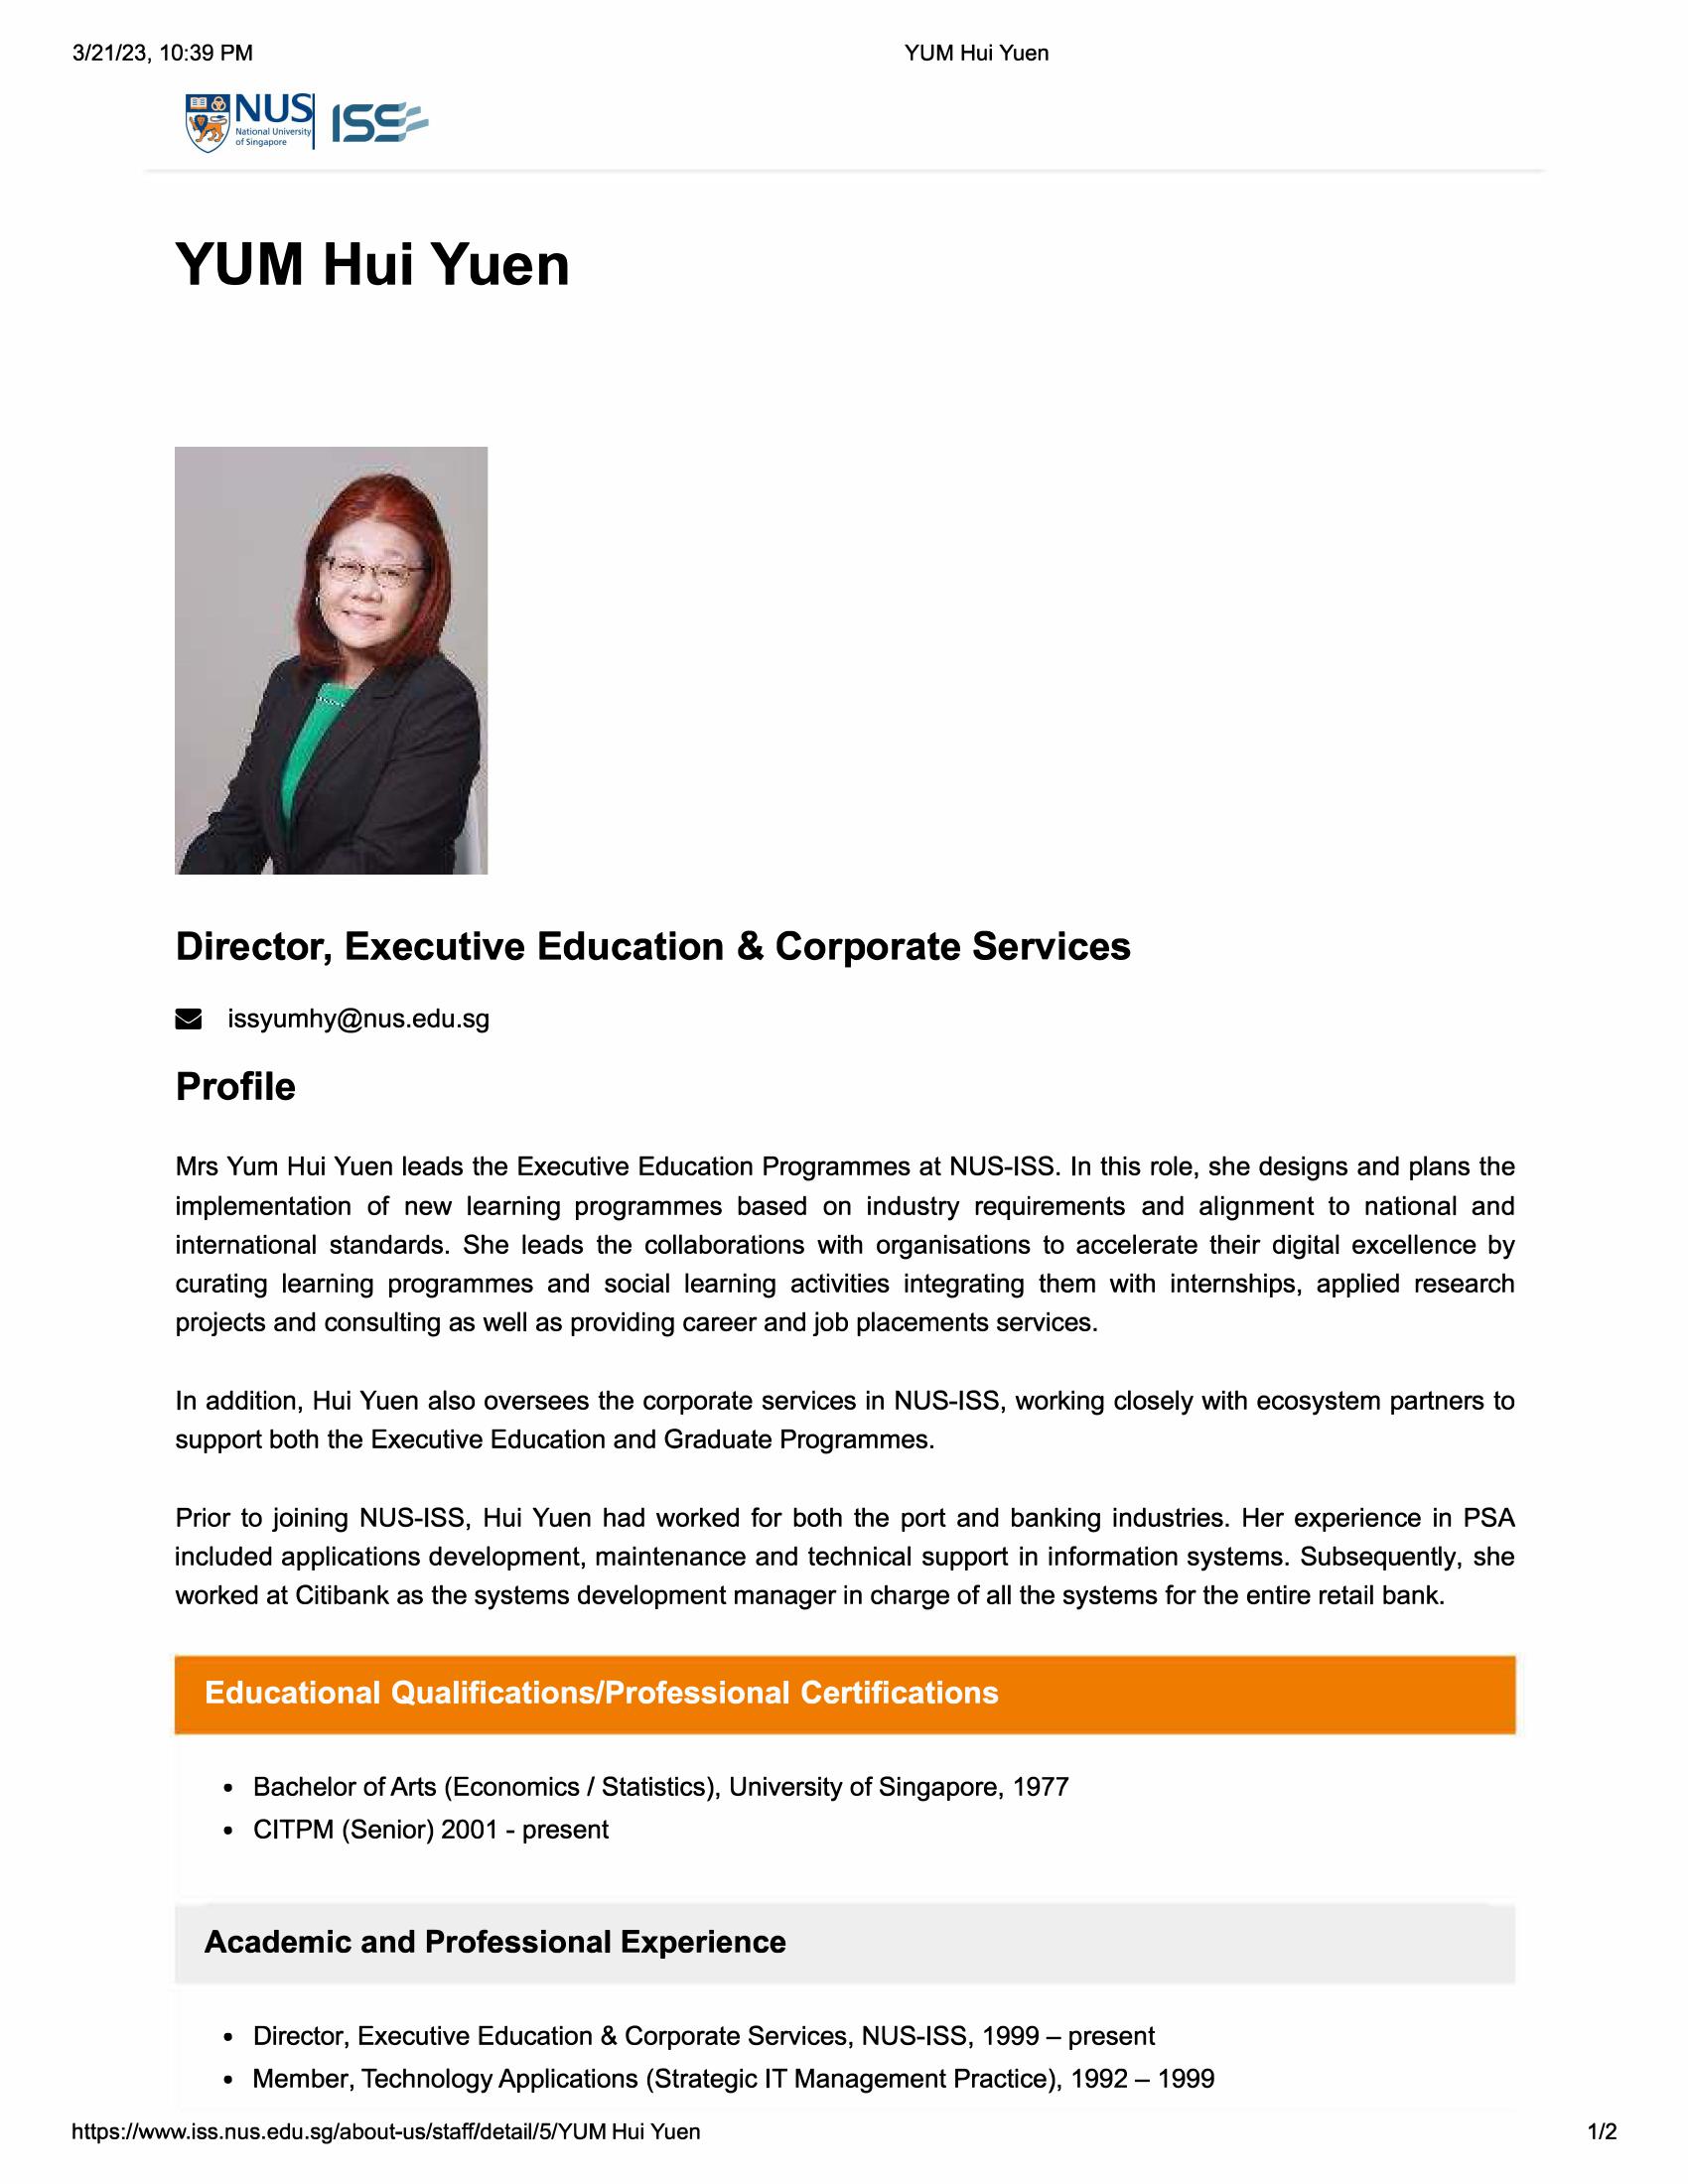 3/21/23, 10:39 PM
YUM Hui Yuen
NUS
National University
of Singapore
ISS
YUM Hui Yuen
Director, Executive Education & Corporate Services
issyumhy@nus.edu.sg
Profile
Mrs Yum Hui Yuen leads the Executive Education Programmes at NUS-ISS. In this role, she designs and plans the
implementation of new learning programmes based on industry requirements and alignment to national and
international standards. She leads the collaborations with organisations to accelerate their digital excellence by
curating learning programmes and social learning activities integrating them with internships, applied research
projects and consulting as well as providing career and job placements services.
In addition, Hui Yuen also oversees the corporate services in NUS-ISS, working closely with ecosystem partners to
support both the Executive Education and Graduate Programmes.
Prior to joining NUS-ISS, Hui Yuen had worked for both the port and banking industries. Her experience in PSA
included applications development, maintenance and technical support in information systems. Subsequently, she
worked at Citibank as the systems development manager in charge of all the systems for the entire retail bank.
Educational Qualifications/Professional Certifications
• Bachelor of Arts (Economics / Statistics), University of Singapore, 1977
• CITPM (Senior) 2001 - present
Academic and Professional Experience
• Director, Executive Education & Corporate Services, NUS-ISS, 1999 – present
• Member, Technology Applications (Strategic IT Management Practice), 1992 – 1999
https://www.iss.nus.edu.sg/about-us/staff/detail/5/YUM Hui Yuen
1/2